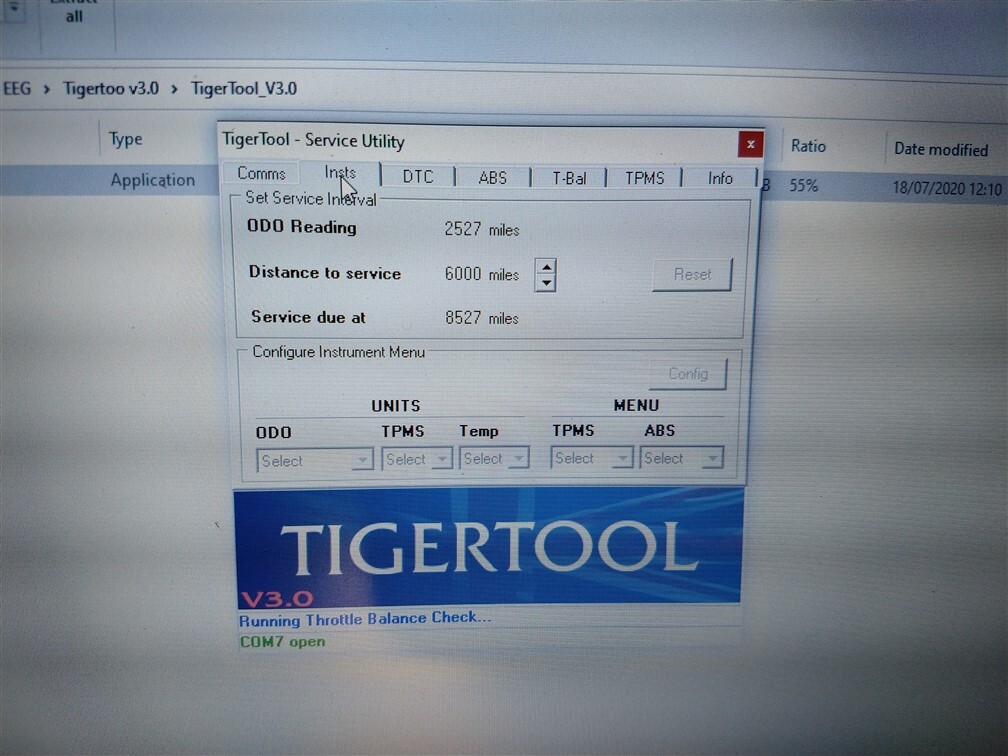 all
EEG > Tigertoo v3.0 > TigerTool_V3.0
Type Ratio Date modified
Application 55% 18/07/2020 12:10
TigerTool - Service Utility x
Comms Insts DTC ABS T-Bal TPMS Info
Set Service Interval
ODO Reading 2527 miles
Distance to service 6000 miles Reset
Service due at 8527 miles
Configure Instrument Menu
Config
UNITS MENU
ODO TPMS Temp TPMS ABS
Select Select Select Select Select
TIGERTOOL
V3.0
Running Throttle Balance Check...
COM7 open